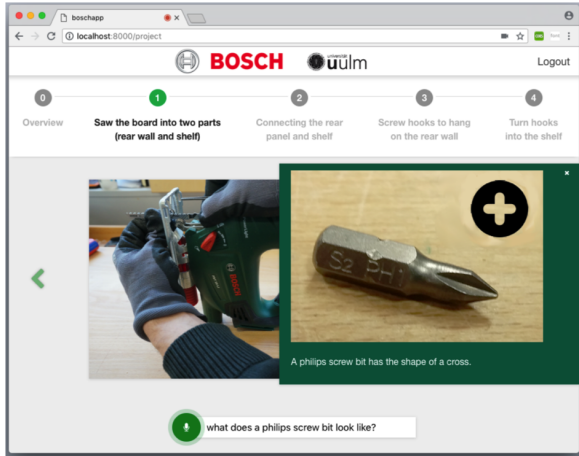 boschapp
localhost:8000/project
BOSCH
universität
uulm
Logout
0
1
2
3
4
Overview
Saw the board into two parts
(rear wall and shelf)
Connecting the rear
panel and shelf
Screw hooks to hang
on the rear wall
Turn hooks
into the shelf
BOSCH
S2 PH1
A philips screw bit has the shape of a cross.
what does a philips screw bit look like?